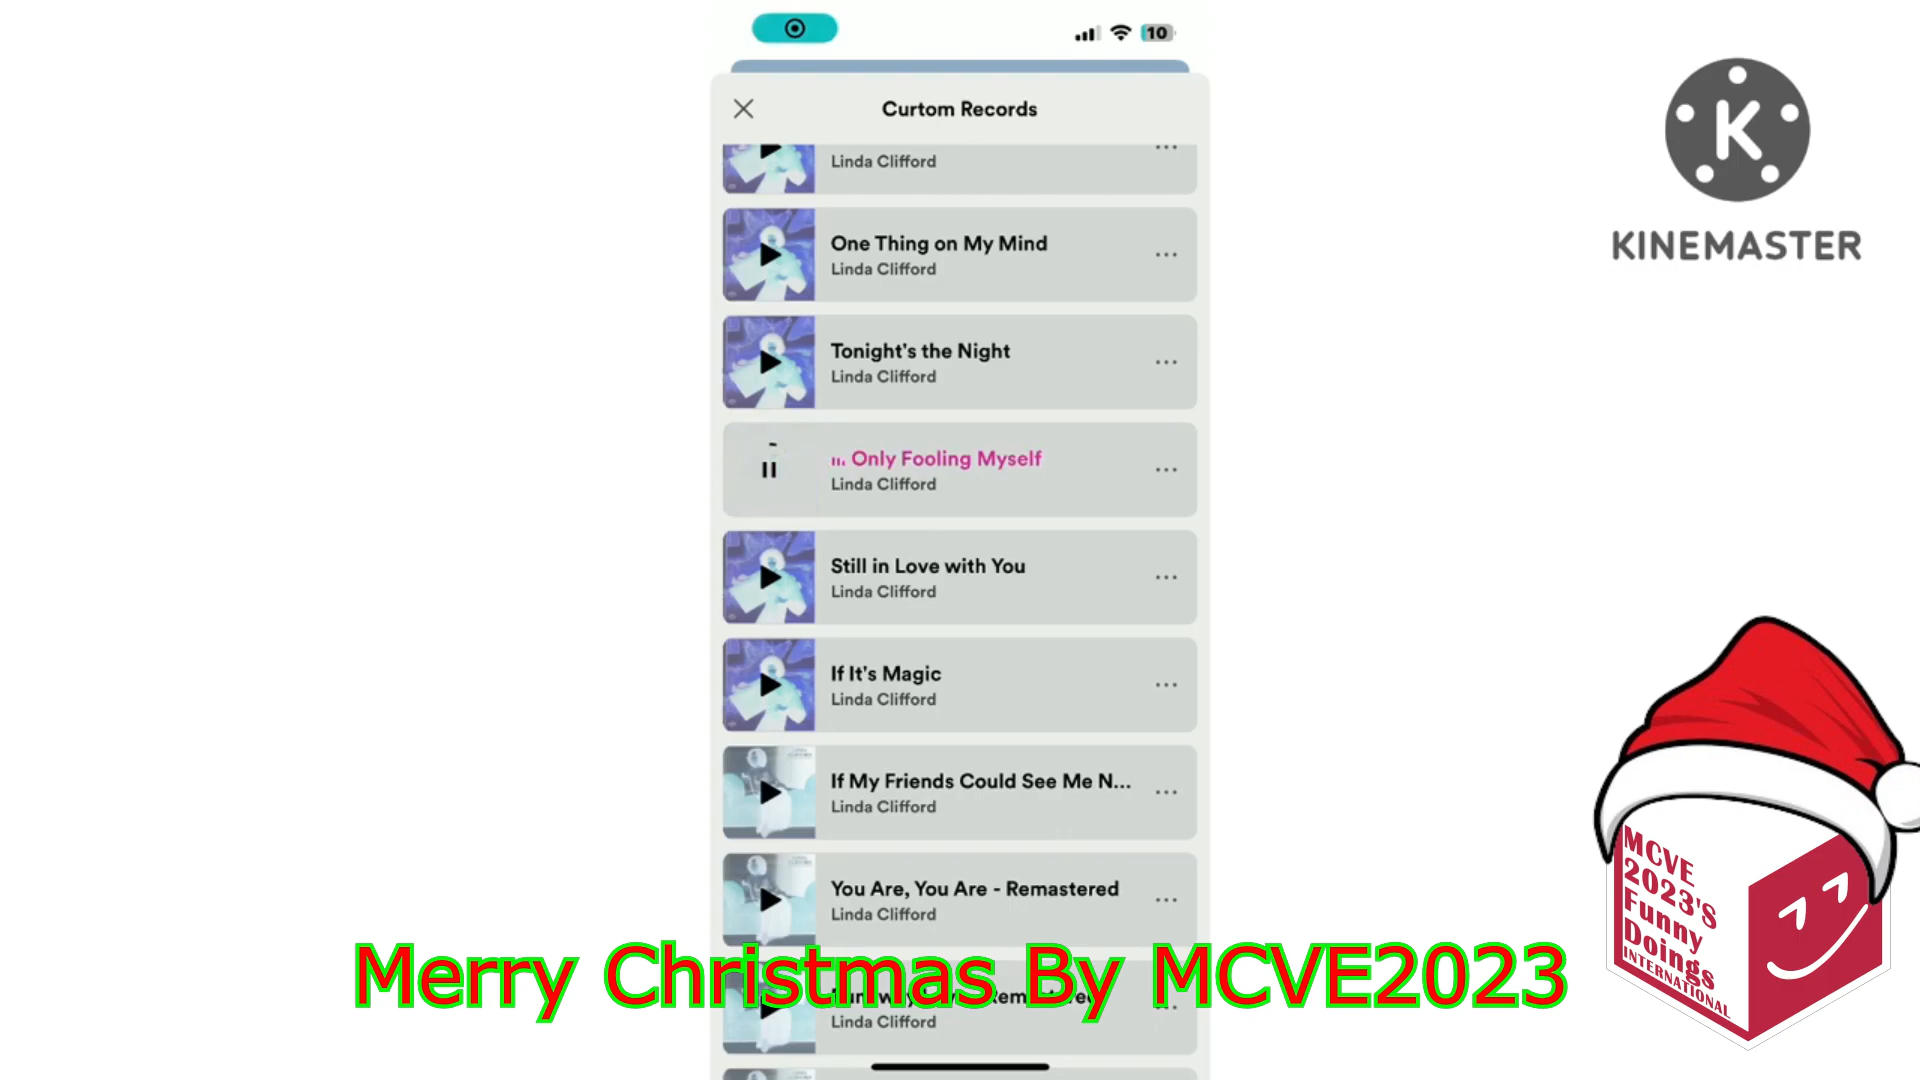 10
Curtom Records
Linda Clifford
One Thing on My Mind
Linda Clifford
Tonight's the Night
Linda Clifford
Only Fooling Myself
Linda Clifford
Still in Love with You
Linda Clifford
If It's Magic
Linda Clifford
If My Friends Could See Me N...
Linda Clifford
You Are, You Are - Remastered
Linda Clifford
Linda Clifford
Merry Christmas By MCVE2023
K
KINEMASTER
MCVE
2023'S
Funny
Doings
INTERNATIONAL